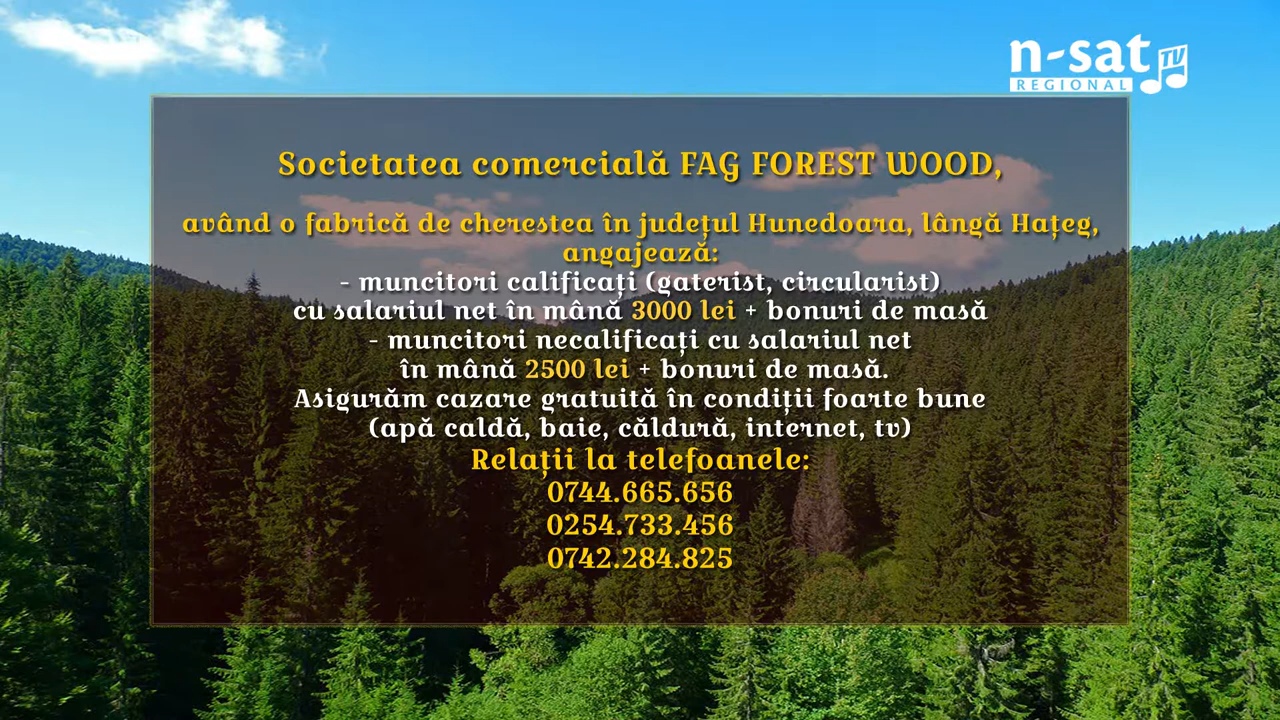 n-sat TV
REGIONAL
Societatea comercială FAG FOREST WOOD,
având o fabrică de cherestea în județul Hunedoara, lângă Hațeg,
angajează:
- muncitori calificați (gaterist, circularist)
cu salariul net în mână 3000 lei + bonuri de masă
- muncitori necalificați cu salariul net
în mână 2500 lei + bonuri de masă.
Asigurăm cazare gratuită în condiții foarte bune
(apă caldă, baie, căldură, internet, tv)
Relații la telefoanele:
0744.665.656
0254.733.456
0742.284.825